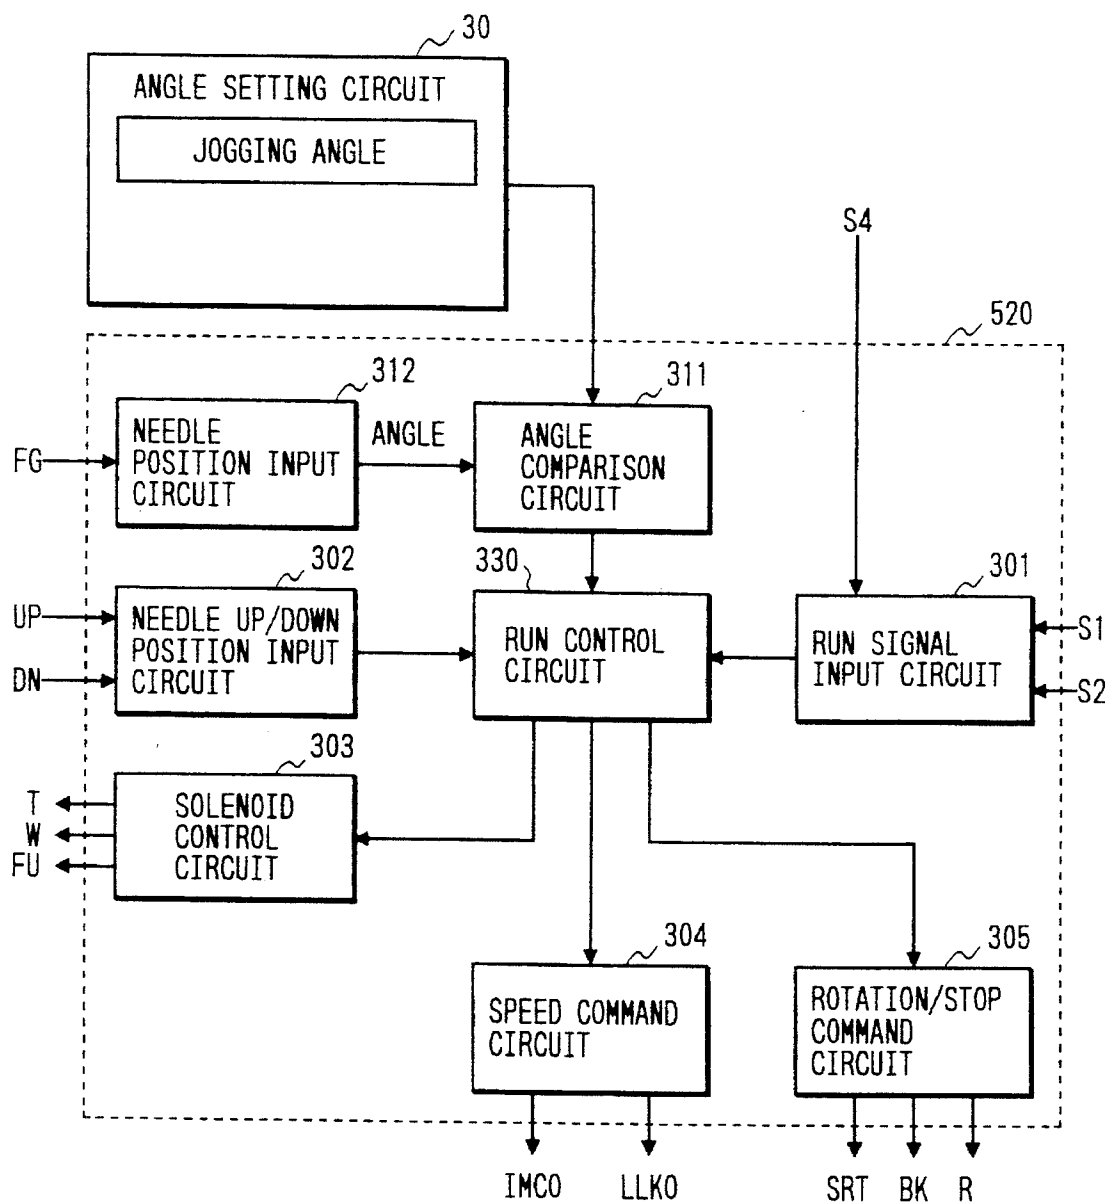 30
ANGLE SETTING CIRCUIT
JOGGING ANGLE
S4
520
312
311
NEEDLE
POSITION INPUT
CIRCUIT
ANGLE
ANGLE
COMPARISON
CIRCUIT
FG
302
330
301
UP
DN
NEEDLE UP/DOWN
POSITION INPUT
CIRCUIT
RUN CONTROL
CIRCUIT
RUN SIGNAL
INPUT CIRCUIT
S1
S2
303
T
W
FU
SOLENOID
CONTROL
CIRCUIT
304
305
SPEED COMMAND
CIRCUIT
ROTATION/STOP
COMMAND
CIRCUIT
IMCO
LLKO
SRT
BK
R